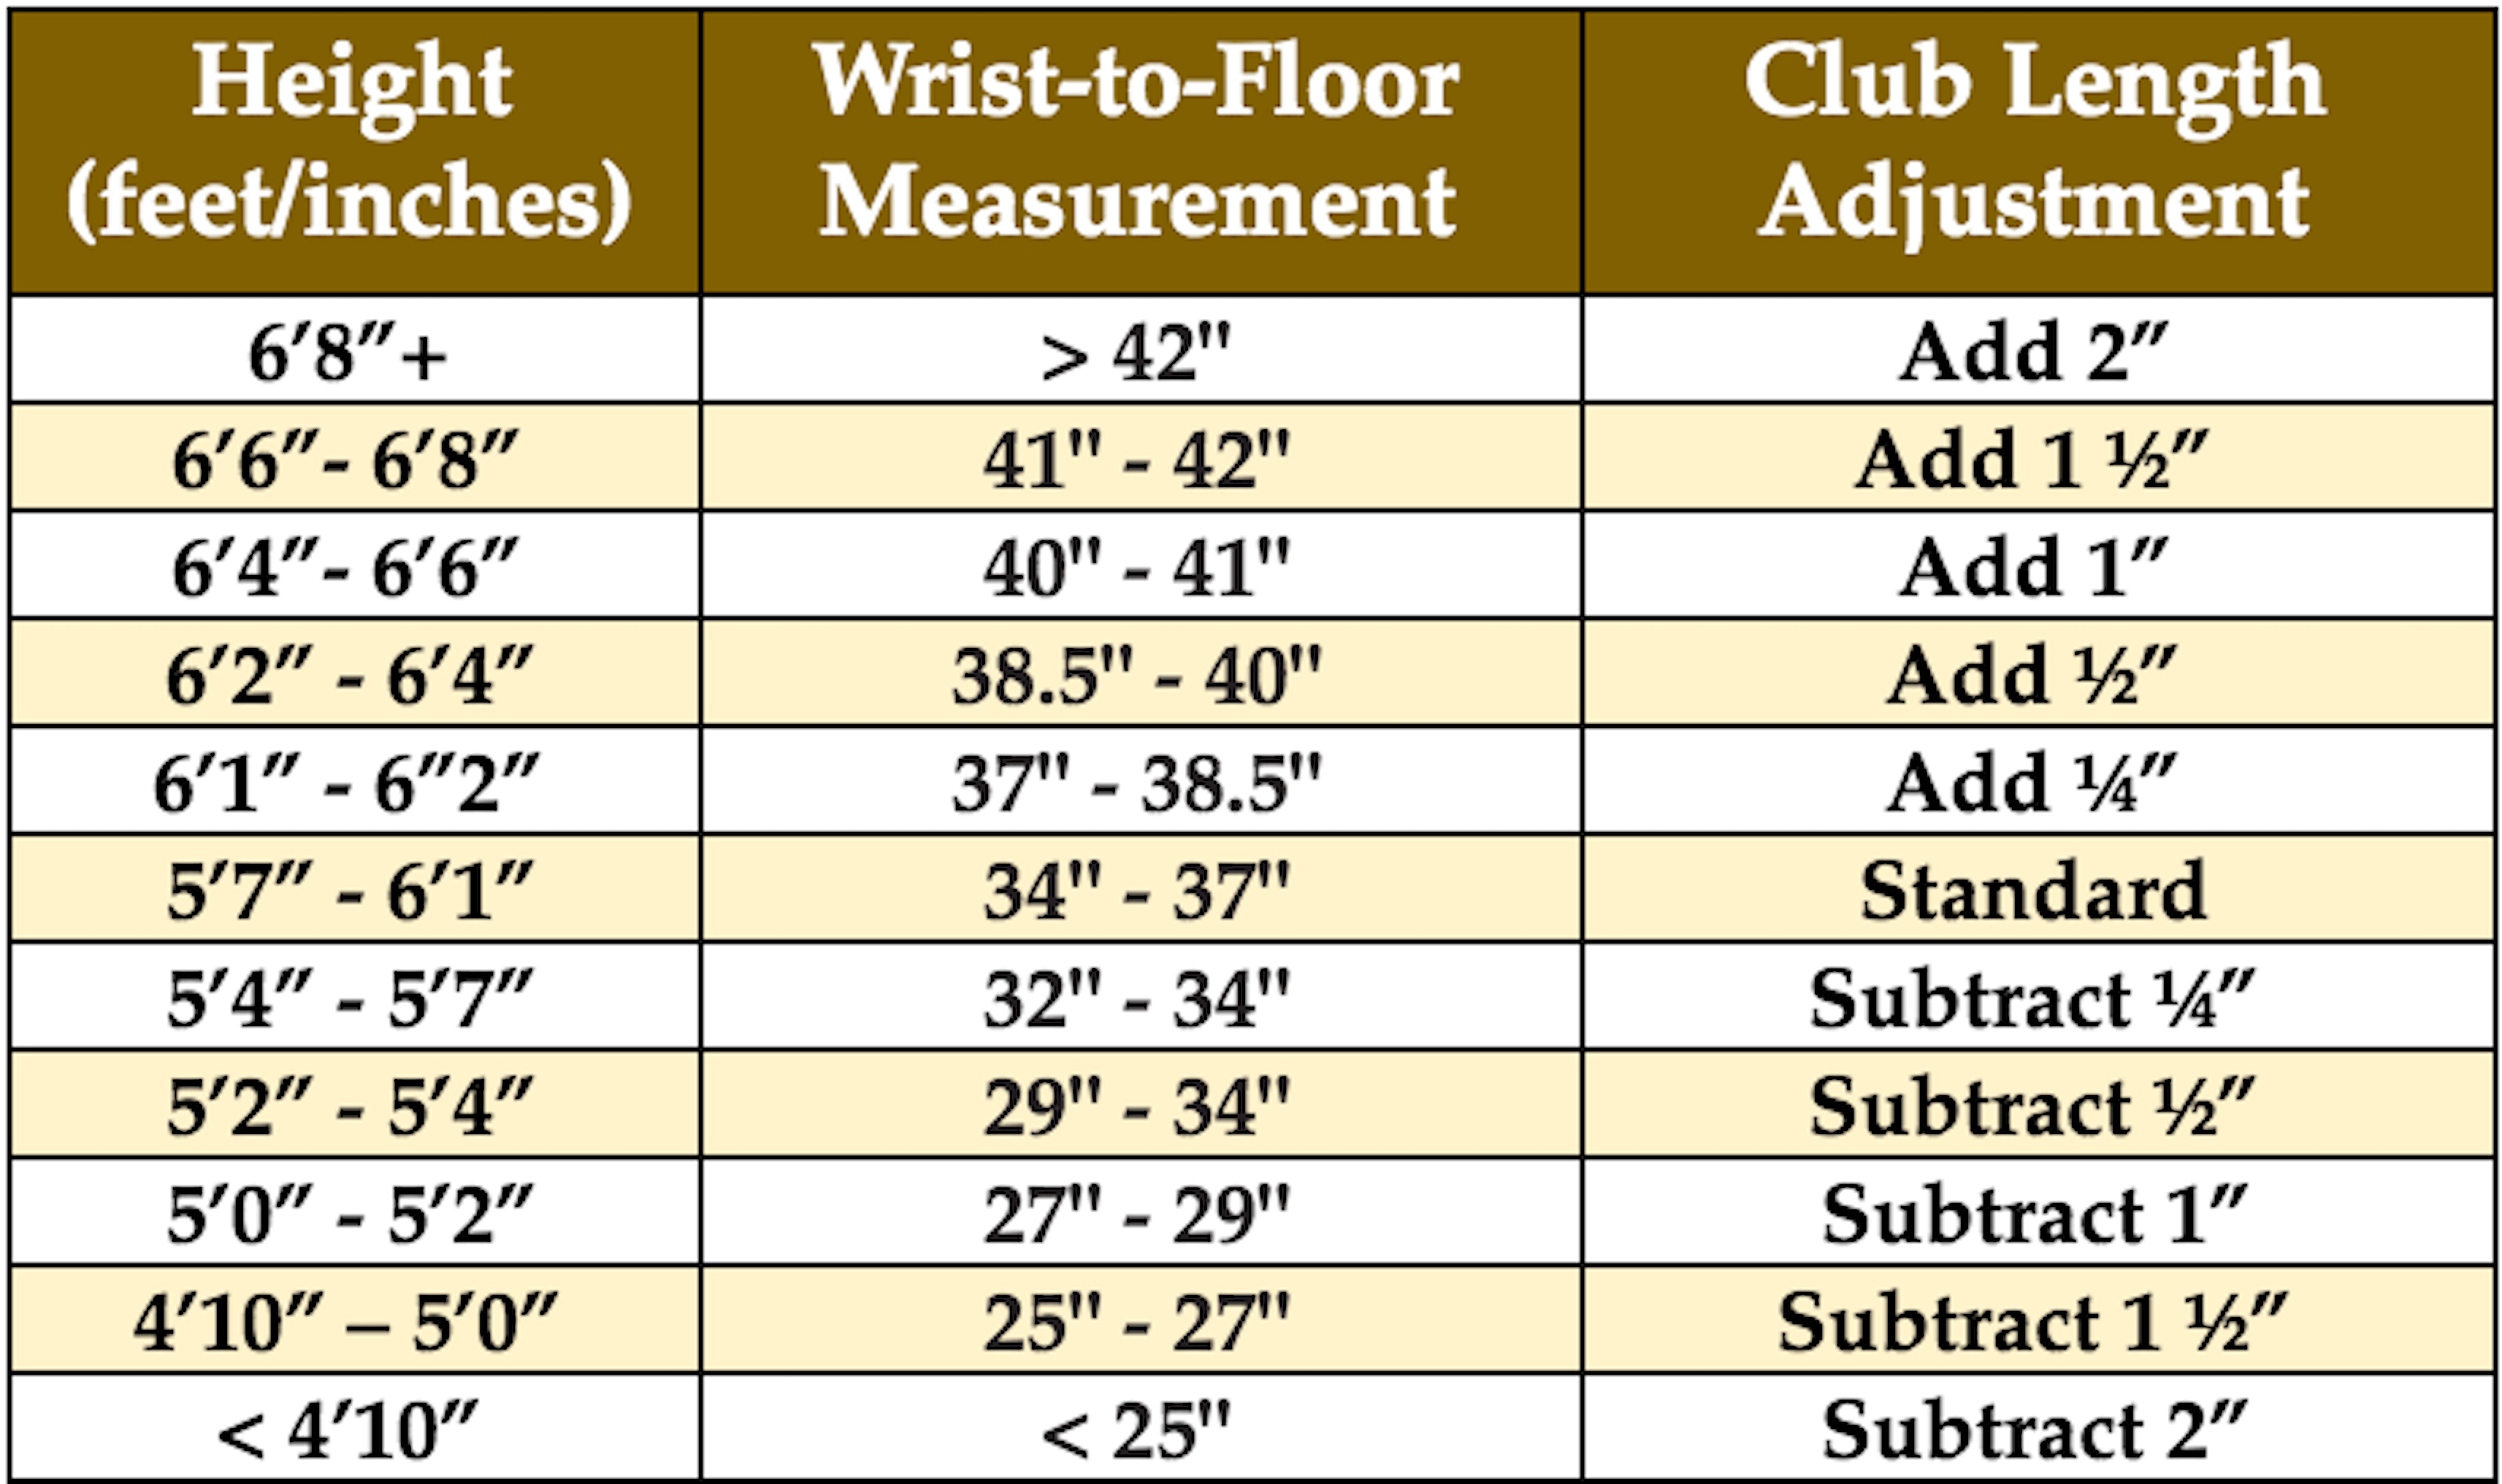 Height Wrist-to-Floor Club Length
(feet/inches) Measurement Adjustment
6′8″+ > 42" Add 2″
6′6″- 6′8″ 41" - 42" Add 1 ½″
6′4″- 6′6″ 40" - 41" Add 1″
6′2″ - 6′4″ 38.5" - 40" Add ½″
6′1″ - 6″2″ 37" - 38.5" Add ¼″
5′7″ - 6′1″ 34" - 37" Standard
5′4″ - 5′7″ 32" - 34" Subtract ¼″
5′2″ - 5′4″ 29" - 34" Subtract ½″
5′0″ - 5′2″ 27" - 29" Subtract 1″
4′10″ – 5′0″ 25" - 27" Subtract 1 ½″
< 4′10″ < 25" Subtract 2″